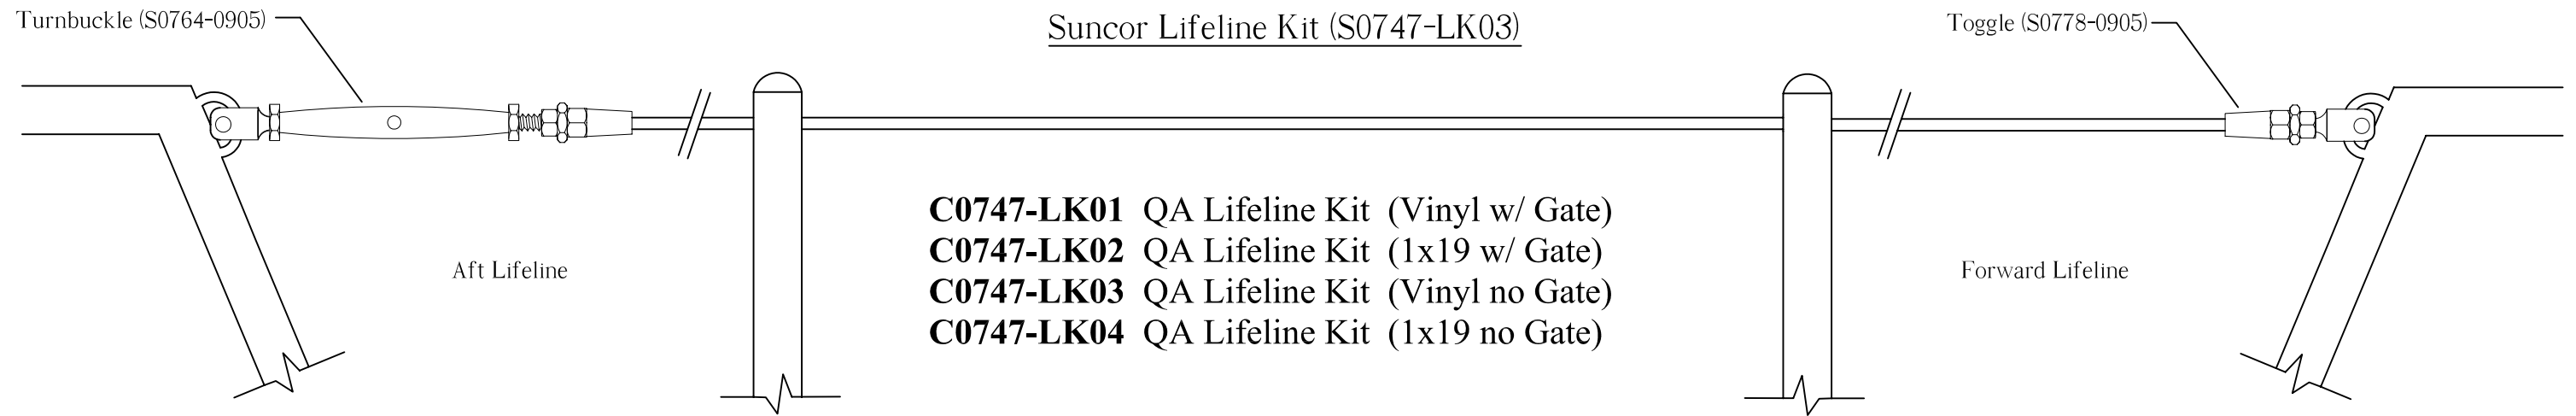 Turnbuckle (S0764-0905)
Suncor Lifeline Kit (S0747-LK03)
Toggle (S0778-0905)
C0747-LK01 QA Lifeline Kit (Vinyl w/ Gate)
C0747-LK02 QA Lifeline Kit (1x19 w/ Gate)
C0747-LK03 QA Lifeline Kit (Vinyl no Gate)
C0747-LK04 QA Lifeline Kit (1x19 no Gate)
Aft Lifeline
Forward Lifeline